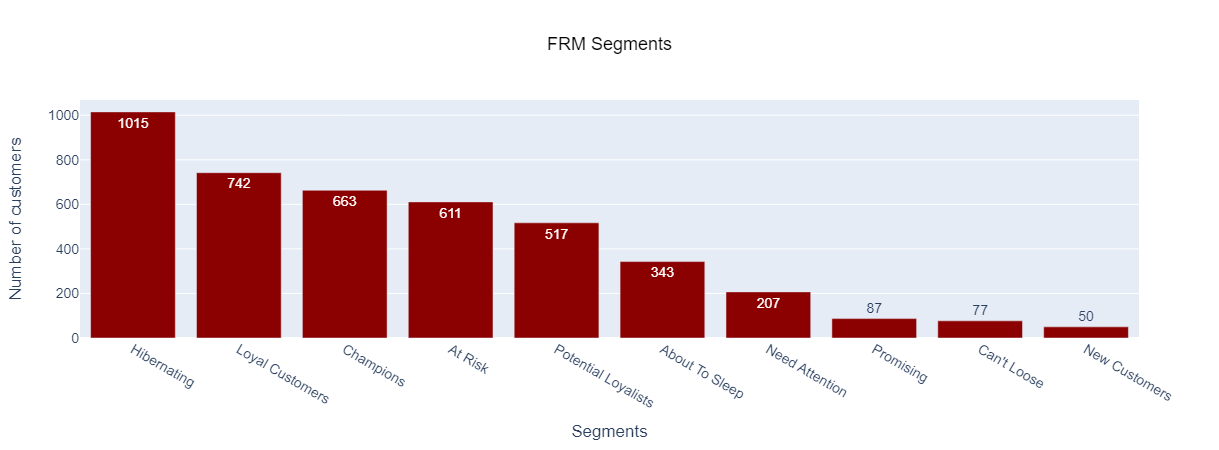 FRM Segments
Number of customers
1000
800
600
400
200
0
1015
742
663
611
517
343
207
87
77
50
Hibernating
Loyal Customers
Champions
At Risk
Potential Loyalists
About To Sleep
Need Attention
Promising
Can't Loose
New Customers
Segments